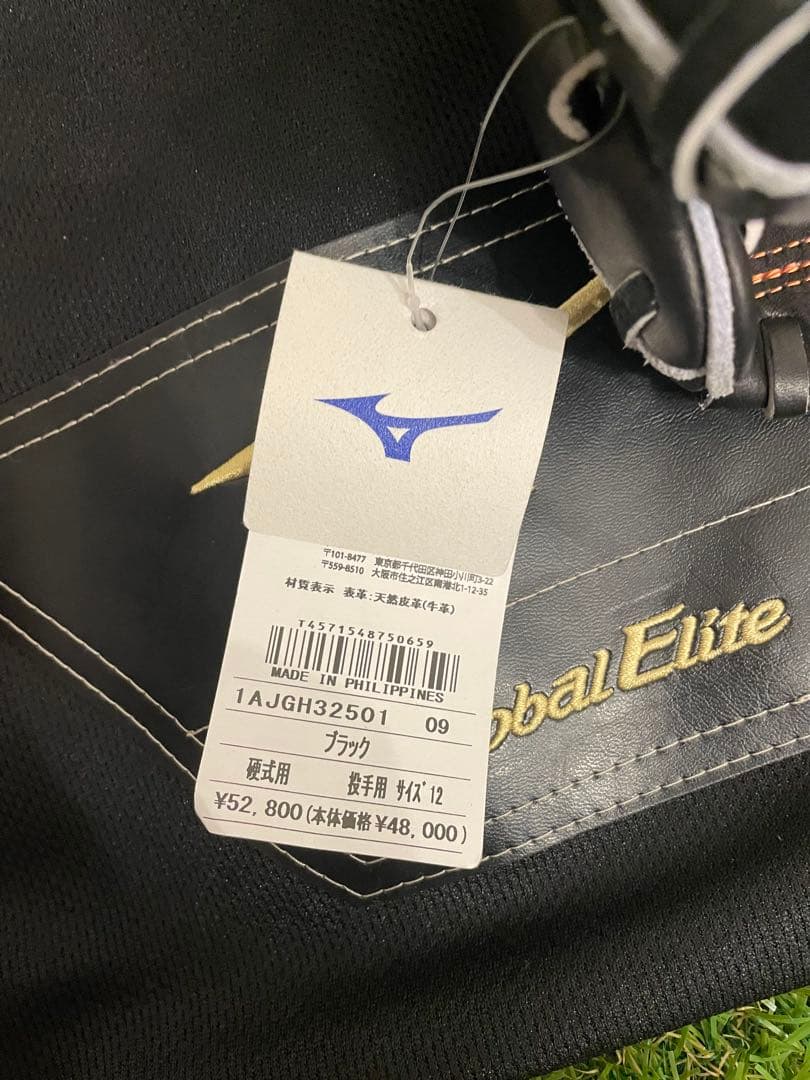 〒101-8477 東京都千代田区神田小川町3-22
〒559-8510 大阪市住之江区南港北1-12-35
材質表示 表革:天然皮革(牛革)
T4571548750659
MADE IN PHILIPPINES
1AJGH32501 09
ブラック
硬式用 投手用 サイズ12
¥52,800(本体価格¥48,000)
obal Elite